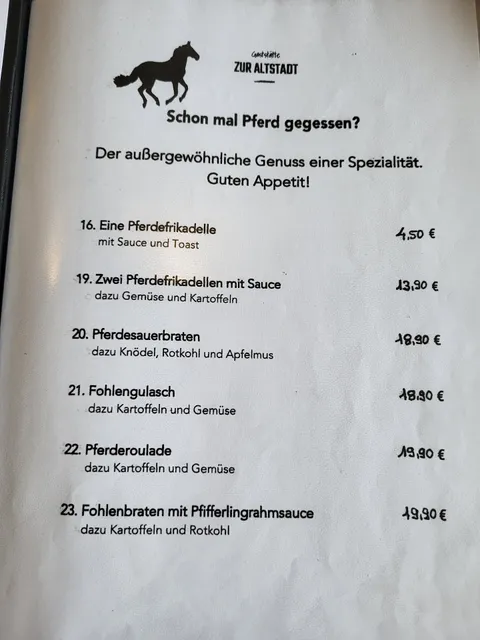 Gaststätte
ZUR ALTSTADT
Schon mal Pferd gegessen?
Der außergewöhnliche Genuss einer Spezialität.
Guten Appetit!
16. Eine Pferdefrikadelle 4,50 €
mit Sauce und Toast
19. Zwei Pferdefrikadellen mit Sauce 13,90 €
dazu Gemüse und Kartoffeln
20. Pferdesauerbraten 18,90 €
dazu Knödel, Rotkohl und Apfelmus
21. Fohlengulasch 18,90 €
dazu Kartoffeln und Gemüse
22. Pferderoulade 19,90 €
dazu Kartoffeln und Gemüse
23. Fohlenbraten mit Pfifferlingrahmsauce 19,90 €
dazu Kartoffeln und Rotkohl